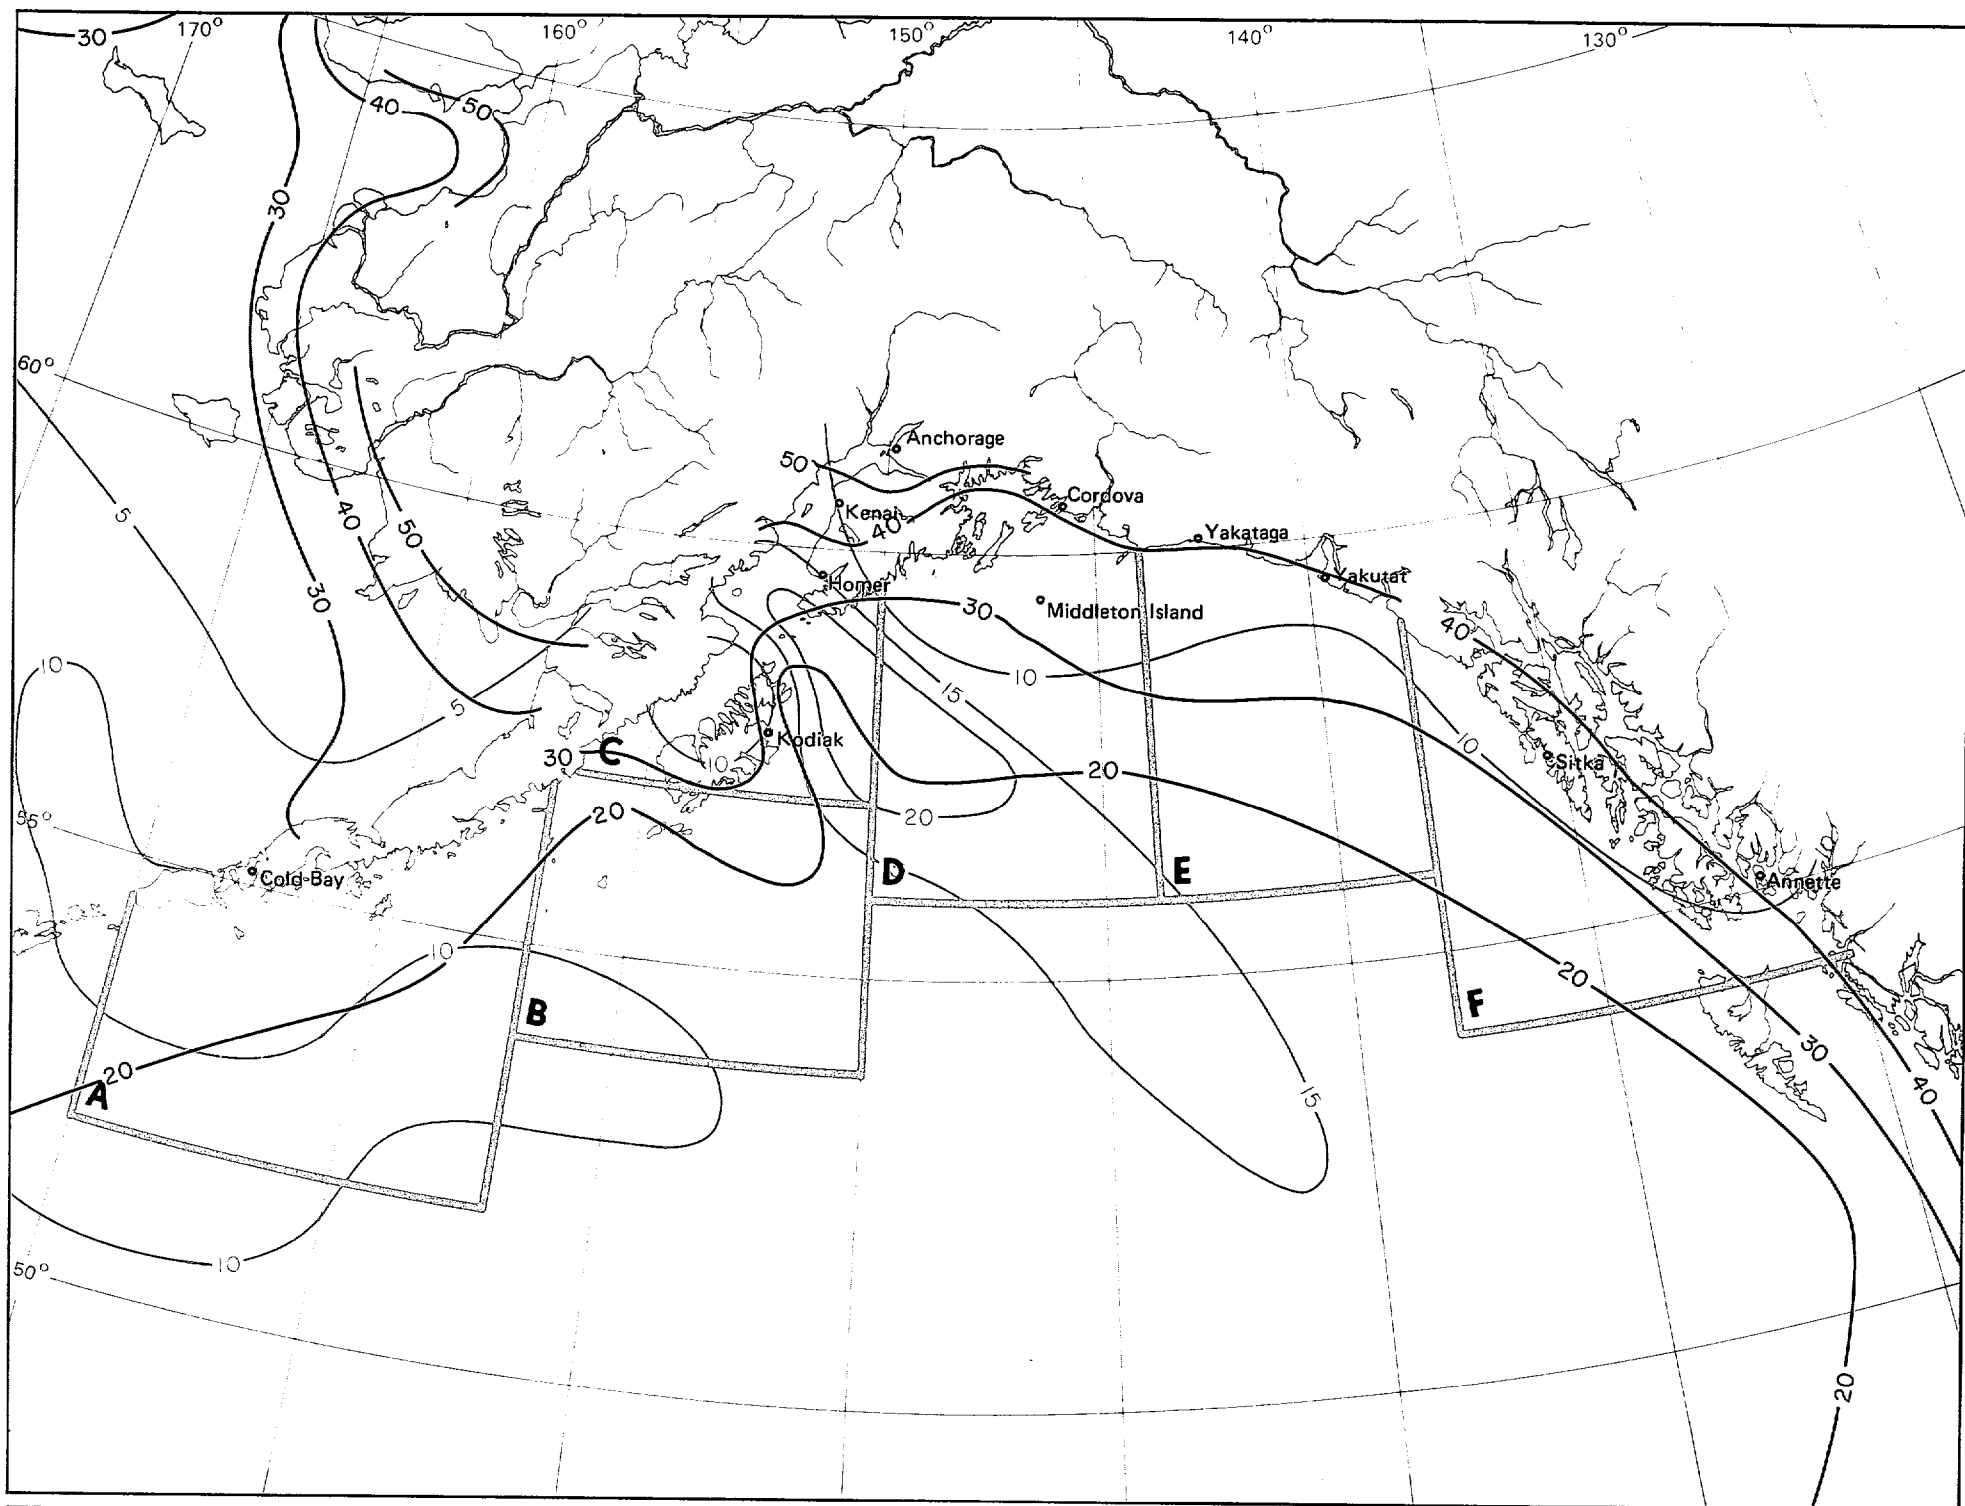 170°
160°
150°
140°
130°
30
40
50
30
60°
Anchorage
50
Cordova
Kenai
40
5
40
50
Yakataga
Yakutat
Homer
30
Middleton Island
30
40
10
10
15
5
Kodiak
10
Sitka
30
C
10
20
20
20
55°
Cold Bay
D
E
Annette
10
20
F
B
30
20
A
15
40
10
50°
20